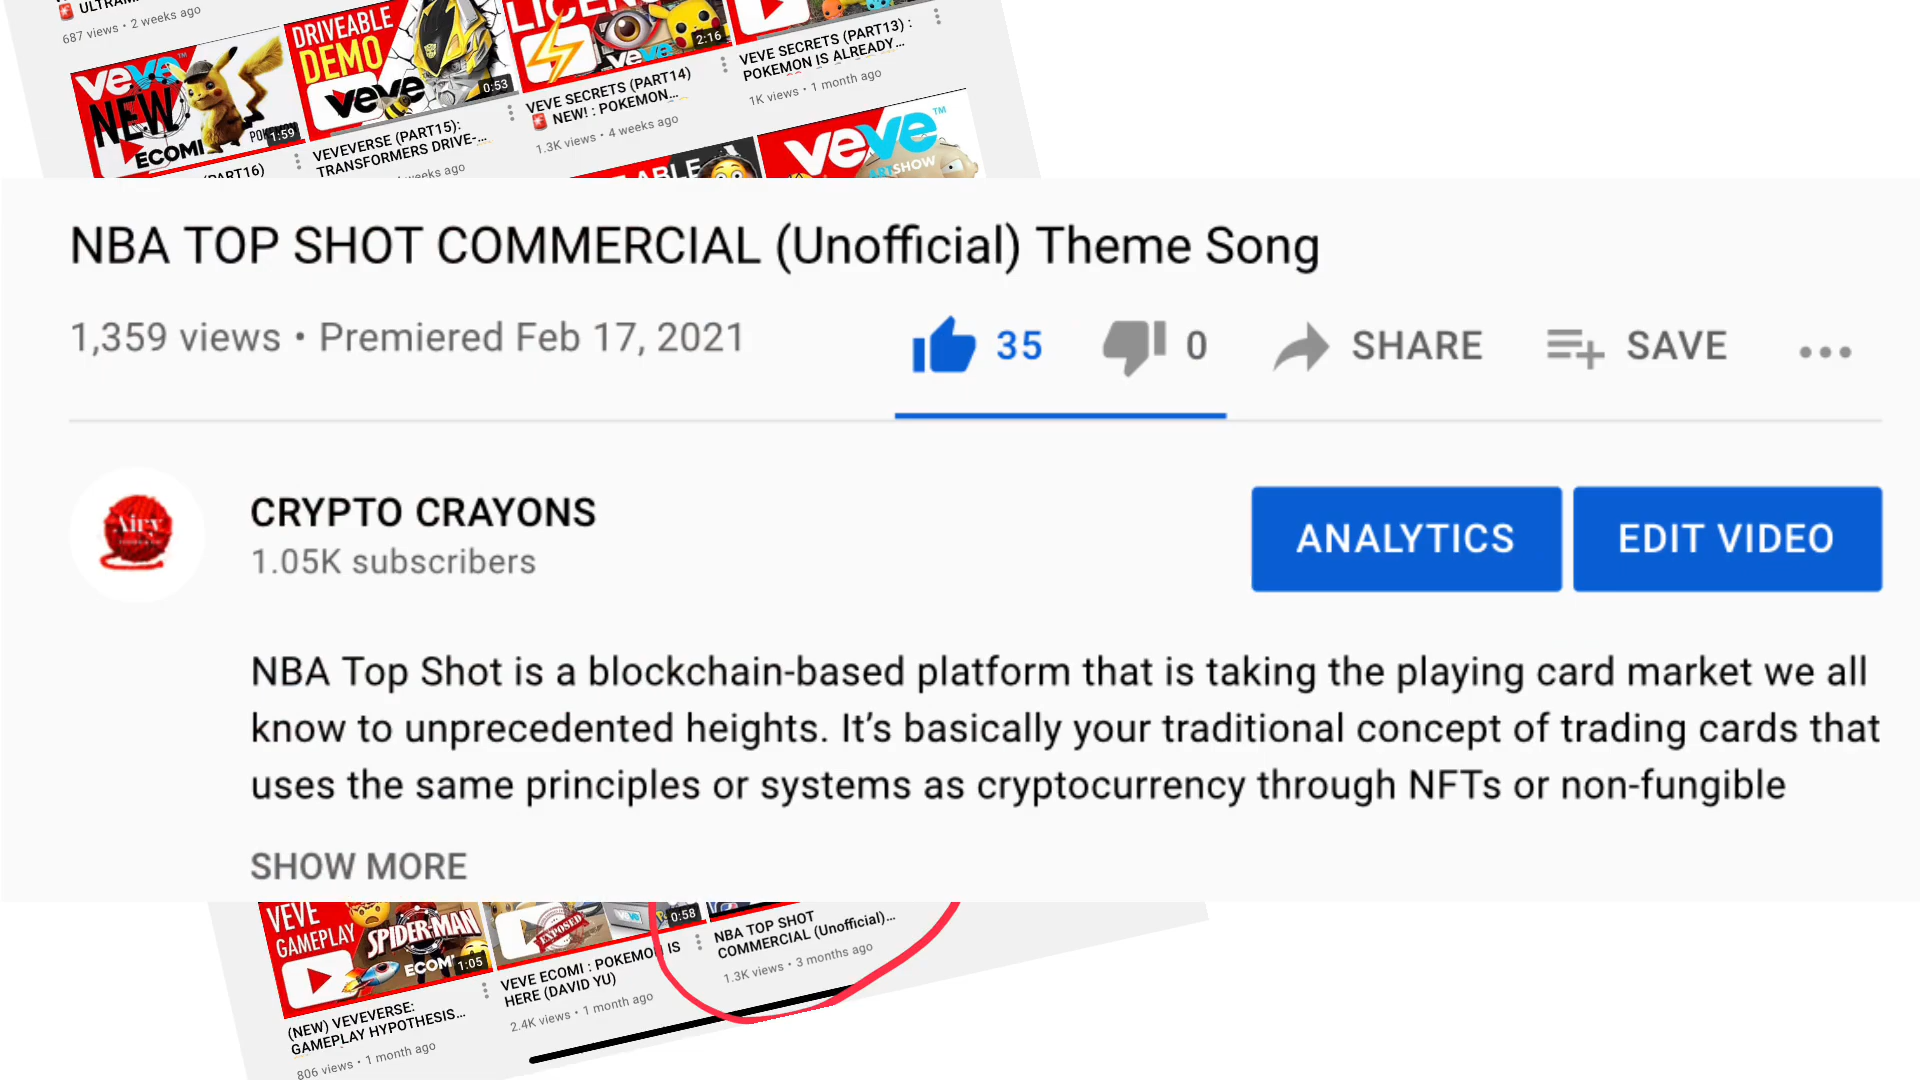 687 views • 2 weeks ago
VEVE
NEW
ECOMI
1:59
PART16)
DRIVEABLE
DEMO
VEVE
0:53
VEVEVERSE (PART15):
TRANSFORMERS DRIVE-...
weeks ago
VEVE
2:16
VEVE SECRETS (PART14)
🚨 NEW! : POKEMON...
1.3K views • 4 weeks ago
VEVE SECRETS (PART13) :
POKEMON IS ALREADY...
1K views • 1 month ago
VEVE™
ARTSHOW
NBA TOP SHOT COMMERCIAL (Unofficial) Theme Song
1,359 views • Premiered Feb 17, 2021
35
0
SHARE
SAVE
Airy
CRYPTO CRAYONS
1.05K subscribers
ANALYTICS
EDIT VIDEO
NBA Top Shot is a blockchain-based platform that is taking the playing card market we all
know to unprecedented heights. It’s basically your traditional concept of trading cards that
uses the same principles or systems as cryptocurrency through NFTs or non-fungible
SHOW MORE
VEVE
GAMEPLAY
SPIDER-MAN
ECOMI
1:05
(NEW) VEVEVERSE:
GAMEPLAY HYPOTHESIS...
806 views • 1 month ago
EXPOSED
0:58
VEVE ECOMI : POKEMON IS
HERE (DAVID YU)
2.4K views • 1 month ago
NBA TOP SHOT
COMMERCIAL (Unofficial)...
1.3K views • 3 months ago